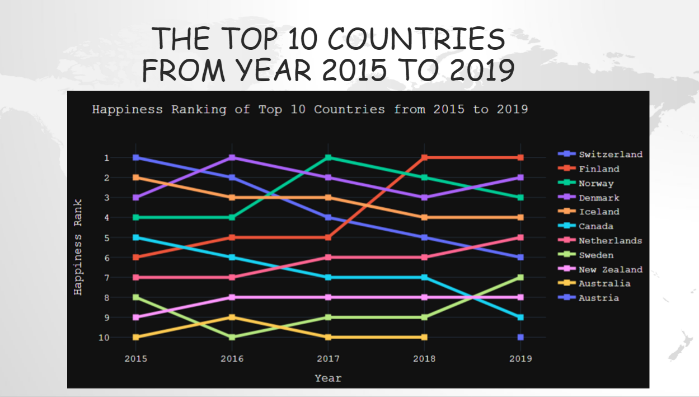 THE TOP 10 COUNTRIES
FROM YEAR 2015 TO 2019
Happiness Ranking of Top 10 Countries from 2015 to 2019
Happiness Rank
1
2
3
4
5
6
7
8
9
10
2015 2016 2017 2018 2019
Year
Switzerland
Finland
Norway
Denmark
Iceland
Canada
Netherlands
Sweden
New Zealand
Australia
Austria